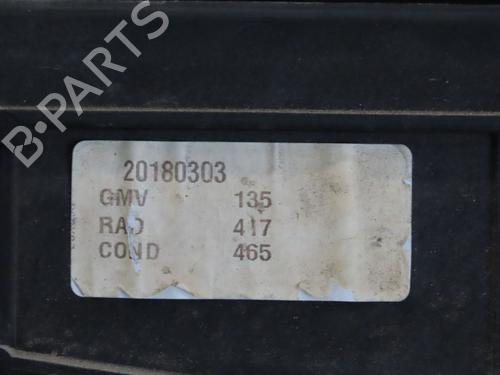 B-PARTS
20180303
GMV 135
RAD 417
COND 465